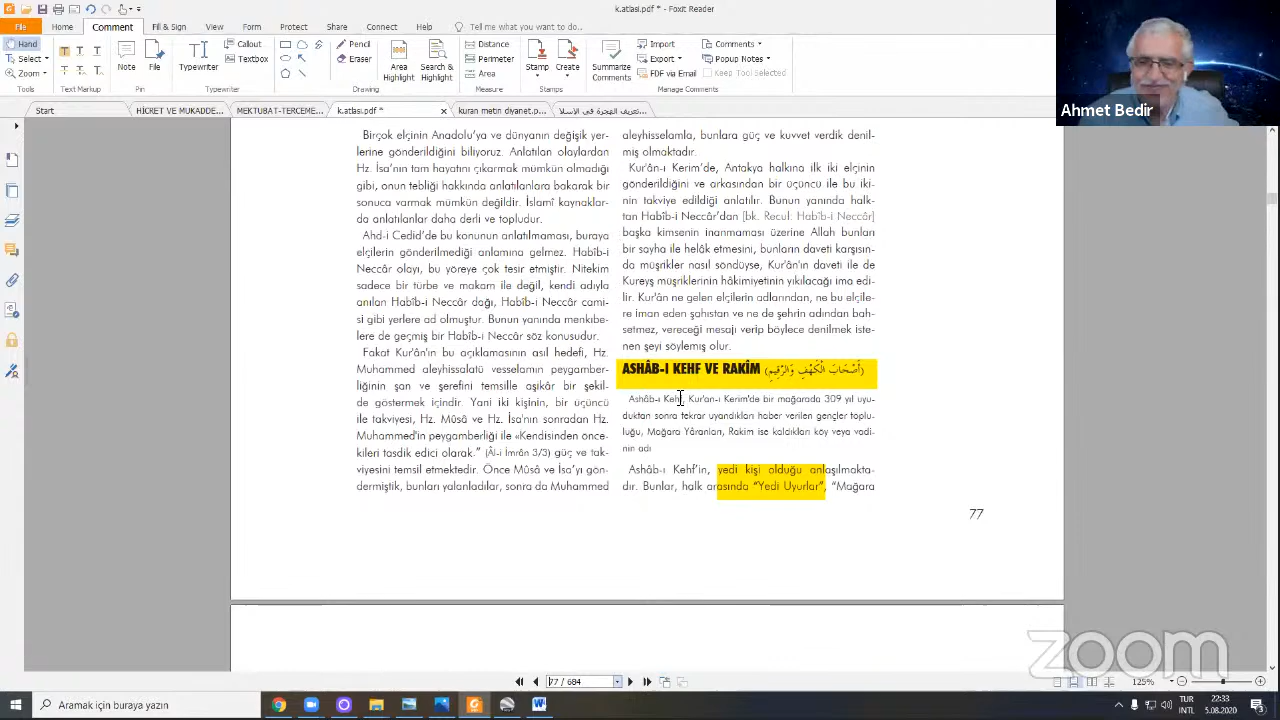 k.atlasi.pdf * - Foxit Reader
File
Home
Comment
View
Form
Protect
Share
Connect
Help
Tell me what you want to do...
Hand
Select
Zoom
Tools
Text Markup
Note
File
Pin
Typewriter
Callout
Textbox
Typewriter
Pencil
Eraser
Drawing
Area
Highlight
Search &
Highlight
Distance
Perimeter
Area
Measure
Stamp
Create
Stamps
Summarize
Comments
Import
Export
FDF via Email
Comments
Popup Notes
Keep Tool Selected
Manage Comments
Start
HİCRET VE MUKADDE...
MEKTUBAT-TERCEME...
k.atlasi.pdf *
kuran metin diyanet.p...
تعريف الهجرة في الاسلا...
Ahmet Bedir
Birçok elçinin Anadolu’ya ve dünyanın değişik yer-
lerine gönderildiğini biliyoruz. Anlatılan olaylardan
Hz. İsa’nın tam hayatını çıkarmak mümkün olmadığı
gibi, onun tebliği hakkında anlatılanlara bakarak bir
sonuca varmak mümkün değildir. İslamî kaynaklar-
da anlatılanlar daha derli ve topludur.
Ahd-i Cedid’de bu konunun anlatılmaması, buraya
elçilerin gönderilmediği anlamına gelmez. Habîb-i
Neccâr olayı, bu yöreye çok tesir etmiştir. Nitekim
sadece bir türbe ve makam ile değil, kendi adıyla
anılan Habîb-i Neccâr dağı, Habîb-i Neccâr cami-
si gibi yerlere ad olmuştur. Bunun yanında menkıbe-
lere de geçmiş bir Habîb-i Neccâr söz konusudur.
Fakat Kur’ân’ın bu açıklamasının asıl hedefi, Hz.
Muhammed aleyhissalatü vesselamın peygamber-
liğinin şan ve şerefini temsille aşikâr bir şekil-
de göstermek içindir. Yani iki kişinin, bir üçüncü
ile takviyesi, Hz. Mûsâ ve Hz. İsa’nın sonradan Hz.
Muhammed’in peygamberliği ile «Kendisinden önce-
kileri tasdik edici olarak.” (Âl-i İmrân 3/3) güç ve tak-
viyesini temsil etmektedir. Önce Mûsâ ve İsa’yı gön-
dermiştik, bunları yalanladılar, sonra da Muhammed
aleyhisselamla, bunlara güç ve kuvvet verdik denil-
miş olmaktadır.
Kur’ân-ı Kerim’de, Antakya halkına ilk iki elçinin
gönderildiğini ve arkasından bir üçüncü ile bu iki-
nin takviye edildiği anlatılır. Bunun yanında halk-
tan Habîb-i Neccâr’dan [bk. Recul: Habîb-i Neccâr]
başka kimsenin inanmaması üzerine Allah bunları
bir sayha ile helâk etmesini, bunların daveti karşısın-
da müşrikler nasıl söndüyse, Kur’ân’ın daveti ile de
Kureyş müşriklerinin hâkimiyetinin yıkılacağı ima edi-
lir. Kur’ân ne gelen elçilerin adlarından, ne bu elçile-
re iman eden şahıstan ve ne de şehrin adından bah-
setmez, vereceği mesajı verip böylece denilmek iste-
nen şeyi söylemiş olur.
ASHÂB-I KEHF VE RAKÎM (أَصْحَابَ الْكَهْفِ وَالرَّقِيمِ)
Ashâb-ı Kehf, Kur’an-ı Kerim’de bir mağarada 309 yıl uyu-
duktan sonra tekrar uyandıkları haber verilen gençler toplu-
luğu, Mağara Yâranları, Rakim ise kaldıkları köy veya vadi-
nin adı
Ashâb-ı Kehf’in, yedi kişi olduğu anlaşılmakta-
dır. Bunlar, halk arasında “Yedi Uyurlar”, “Mağara
77
zoom
77 / 684
125%
Aramak için buraya yazın
TUR
INTL
22:33
5.08.2020